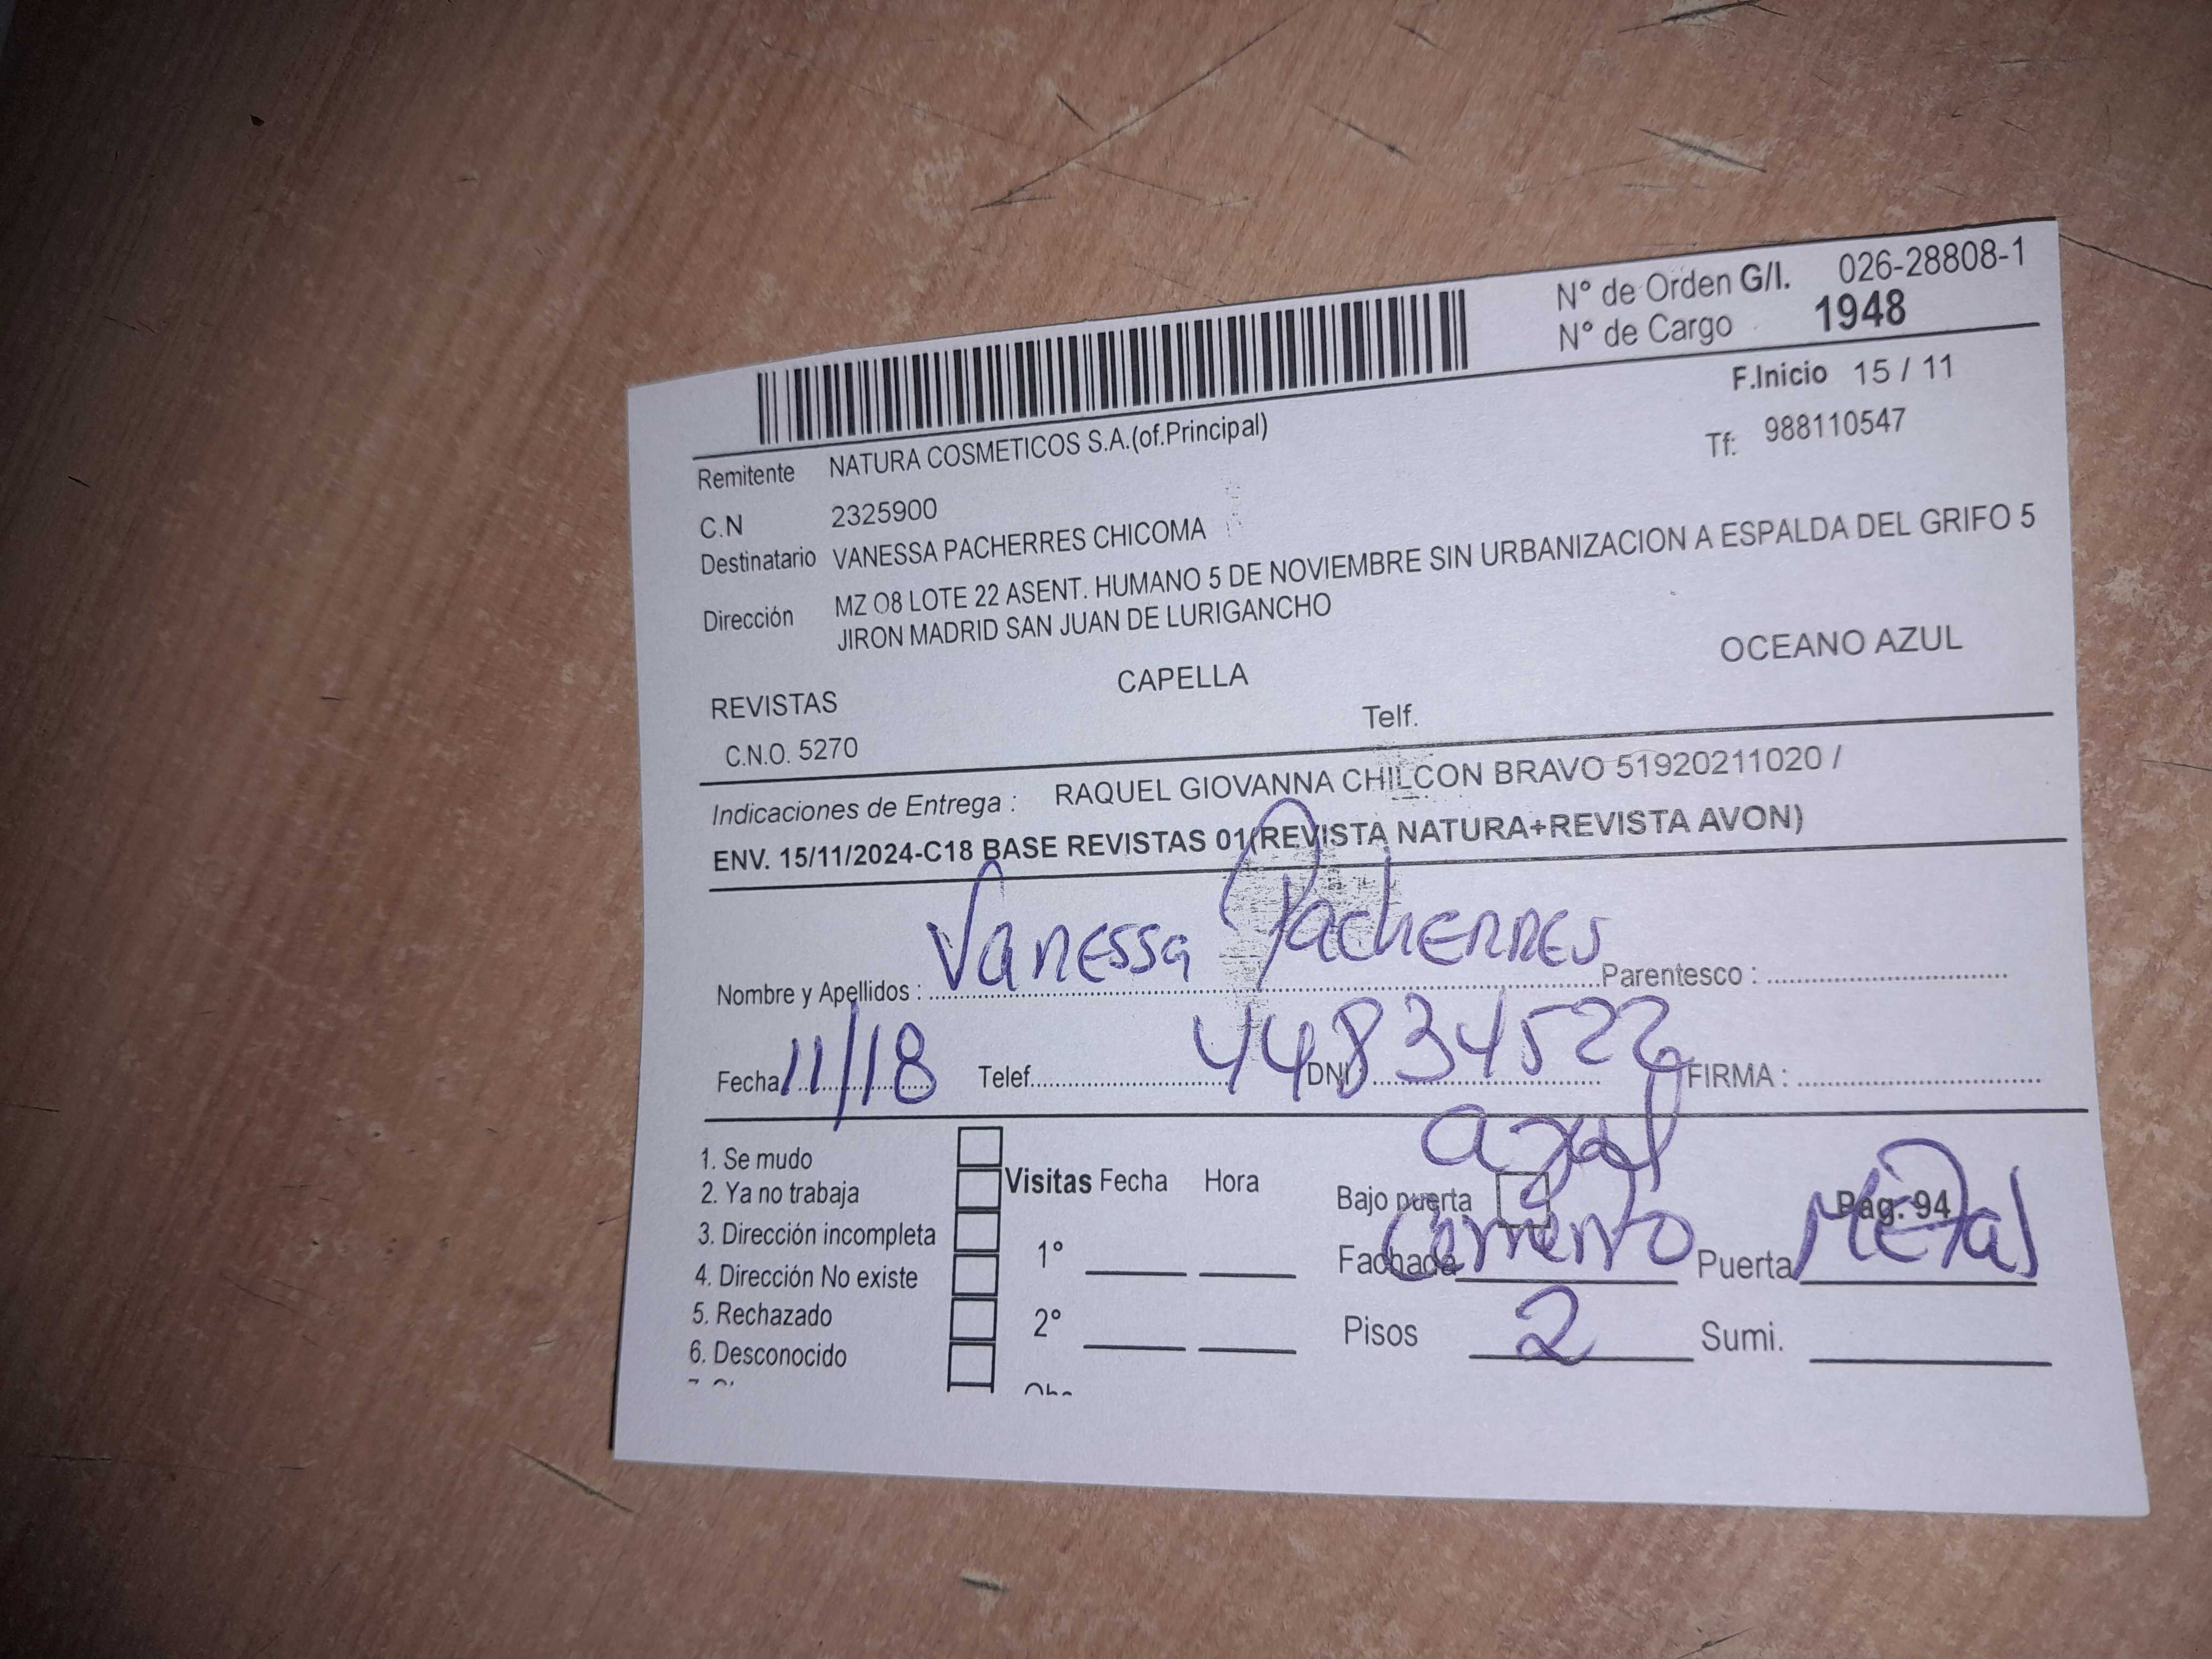 N° de Orden G/I. 026-28808-1
N° de Cargo 1948
F.Inicio 15 / 11
Remitente NATURA COSMETICOS S.A.(of.Principal) Tf: 988110547
C.N 2325900
Destinatario VANESSA PACHERRES CHICOMA
Dirección MZ O8 LOTE 22 ASENT. HUMANO 5 DE NOVIEMBRE SIN URBANIZACION A ESPALDA DEL GRIFO 5
JIRON MADRID SAN JUAN DE LURIGANCHO
REVISTAS CAPELLA OCEANO AZUL
C.N.O. 5270 Telf.
Indicaciones de Entrega : RAQUEL GIOVANNA CHILCON BRAVO 51920211020 /
ENV. 15/11/2024-C18 BASE REVISTAS 01(REVISTA NATURA+REVISTA AVON)
Nombre y Apellidos : Vanessa Pacherres Parentesco :
Fecha 11/18 Telef. DNI : 44834522 FIRMA :
azul
1. Se mudo
2. Ya no trabaja
3. Dirección incompleta
4. Dirección No existe
5. Rechazado
6. Desconocido
Visitas Fecha Hora
1°
2°
Bajo puerta Pag. 94
Fachada Cemento Puerta Metal
Pisos 2 Sumi.